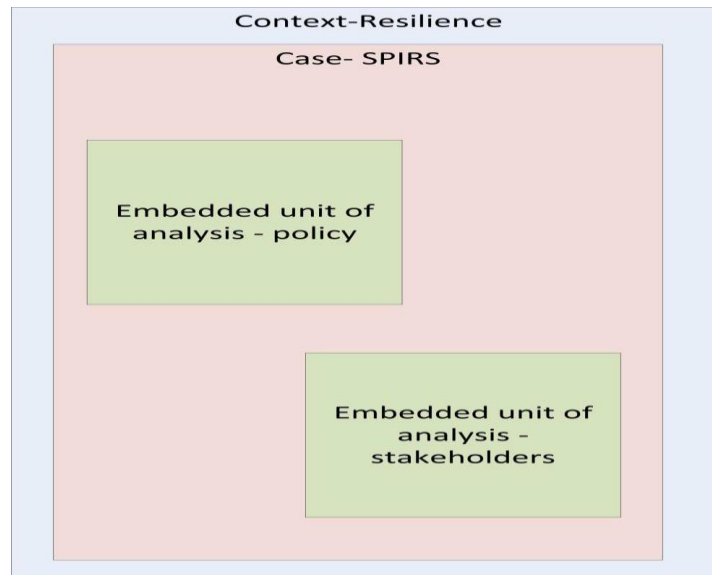 Context-Resilience
Case- SPIRS
Embedded unit of
analysis - policy
Embedded unit of
analysis -
stakeholders